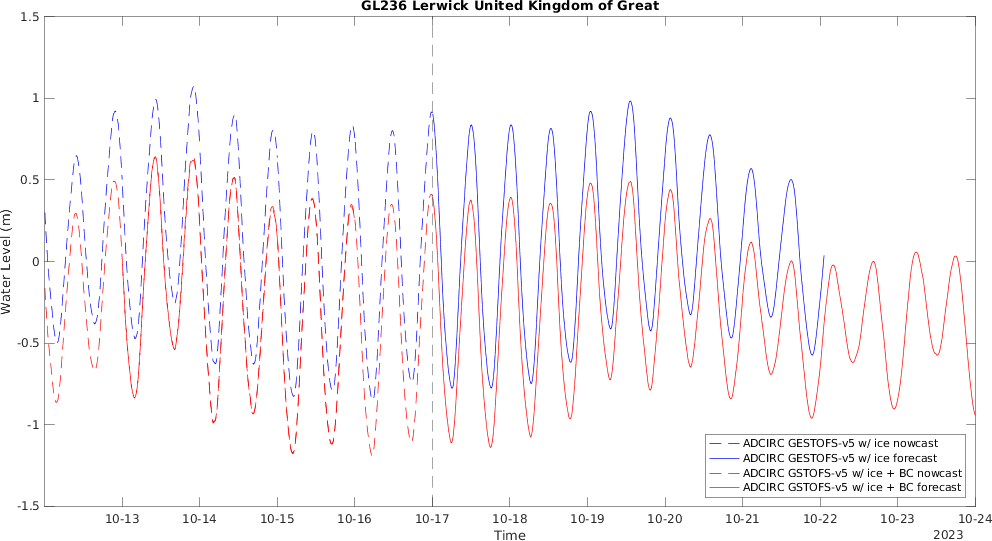 GL236 Lerwick United Kingdom of Great
1.5
1
0.5
0
-0.5
-1
-1.5
Water Level (m)
10-13 10-14 10-15 10-16 10-17 10-18 10-19 10-20 10-21 10-22 10-23 10-24
Time
2023
ADCIRC GESTOFS-v5 w/ ice nowcast
ADCIRC GESTOFS-v5 w/ ice forecast
ADCIRC GSTOFS-v5 w/ ice + BC nowcast
ADCIRC GSTOFS-v5 w/ ice + BC forecast